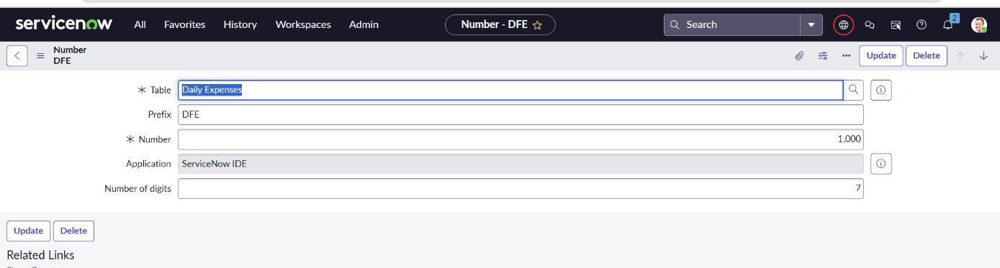 servicenow All Favorites History Workspaces Admin Number - DFE Search 2
Number
DFE
Update Delete
Table Daily Expenses
Prefix DFE
Number 1,000
Application ServiceNow IDE
Number of digits 7
Update Delete
Related Links